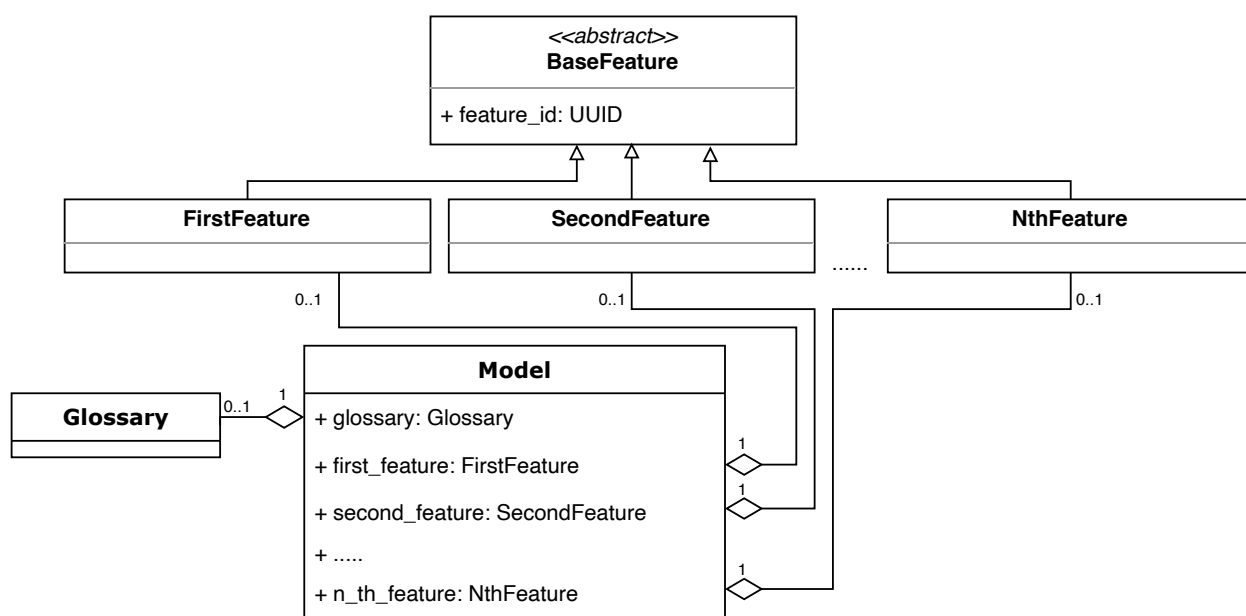 <<abstract>>
BaseFeature
+ feature_id: UUID
FirstFeature
SecondFeature
NthFeature
......
0..1
0..1
0..1
Model
Glossary
0..1
1
+ glossary: Glossary
+ first_feature: FirstFeature
1
+ second_feature: SecondFeature
1
+ .....
+ n_th_feature: NthFeature
1